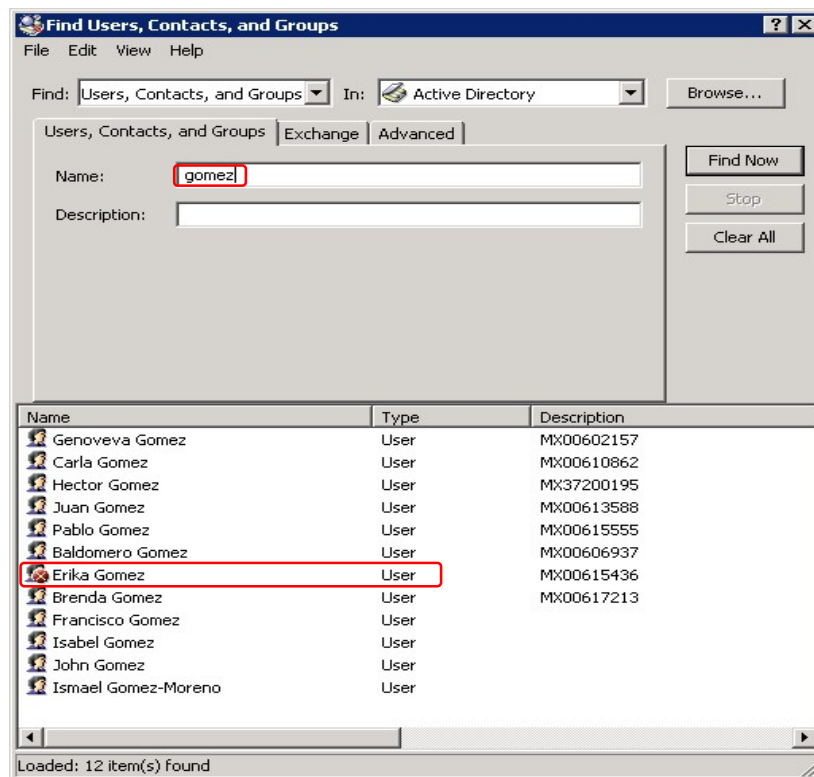 Find Users, Contacts, and Groups
File Edit View Help
Find: Users, Contacts, and Groups In: Active Directory Browse...
Users, Contacts, and Groups Exchange Advanced
Name: gomez Find Now
Description: Stop
Clear All
Name Type Description
Genoveva Gomez User MX00602157
Carla Gomez User MX00610862
Hector Gomez User MX37200195
Juan Gomez User MX00613588
Pablo Gomez User MX00615555
Baldomero Gomez User MX00606937
Erika Gomez User MX00615436
Brenda Gomez User MX00617213
Francisco Gomez User
Isabel Gomez User
John Gomez User
Ismael Gomez-Moreno User
Loaded: 12 item(s) found